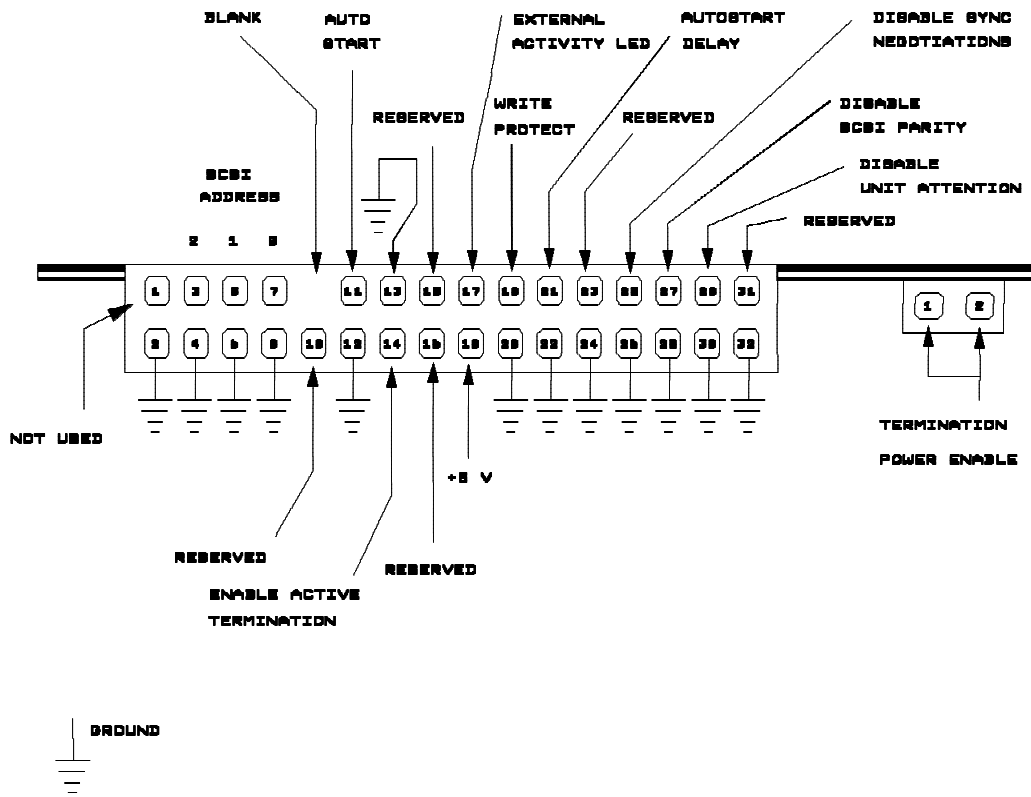 BLANK
AUTO
START
EXTERNAL
ACTIVITY LED
AUTOSTART
DELAY
DISABLE SYNC
NEGOTIATIONS
RESERVED
WRITE
PROTECT
RESERVED
DISABLE
SCSI PARITY
SCSI
ADDRESS
DISABLE
UNIT ATTENTION
RESERVED
2 1 0
1 3 5 7 11 13 15 17 19 21 23 25 27 29 31
1 2
2 4 6 8 10 12 14 16 18 20 22 24 26 28 30 32
NOT USED
TERMINATION
POWER ENABLE
+5 V
RESERVED
RESERVED
ENABLE ACTIVE
TERMINATION
GROUND